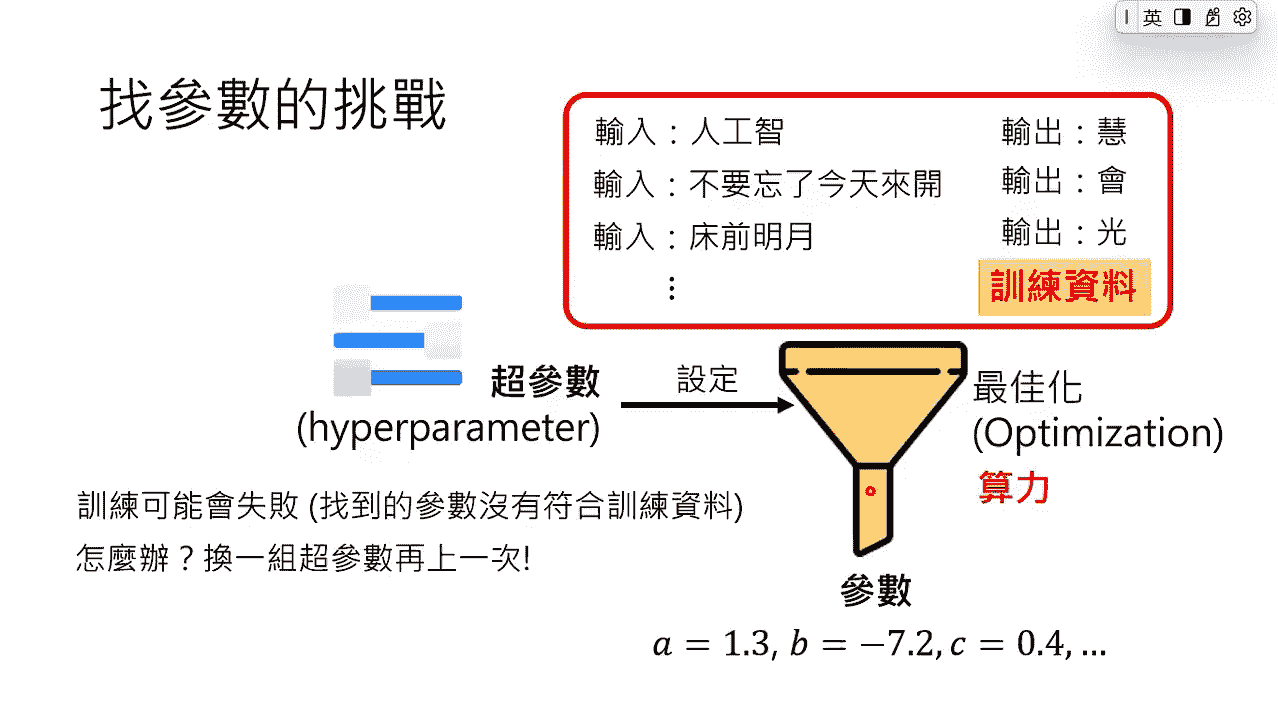 英
找參數的挑戰
輸入：人工智 輸出：慧
輸入：不要忘了今天來開 輸出：會
輸入：床前明月 輸出：光
⋮
訓練資料
超參數
(hyperparameter)
設定
最佳化
(Optimization)
算力
訓練可能會失敗 (找到的參數沒有符合訓練資料)
怎麼辦？換一組超參數再上一次!
參數
a = 1.3, b = −7.2, c = 0.4, …